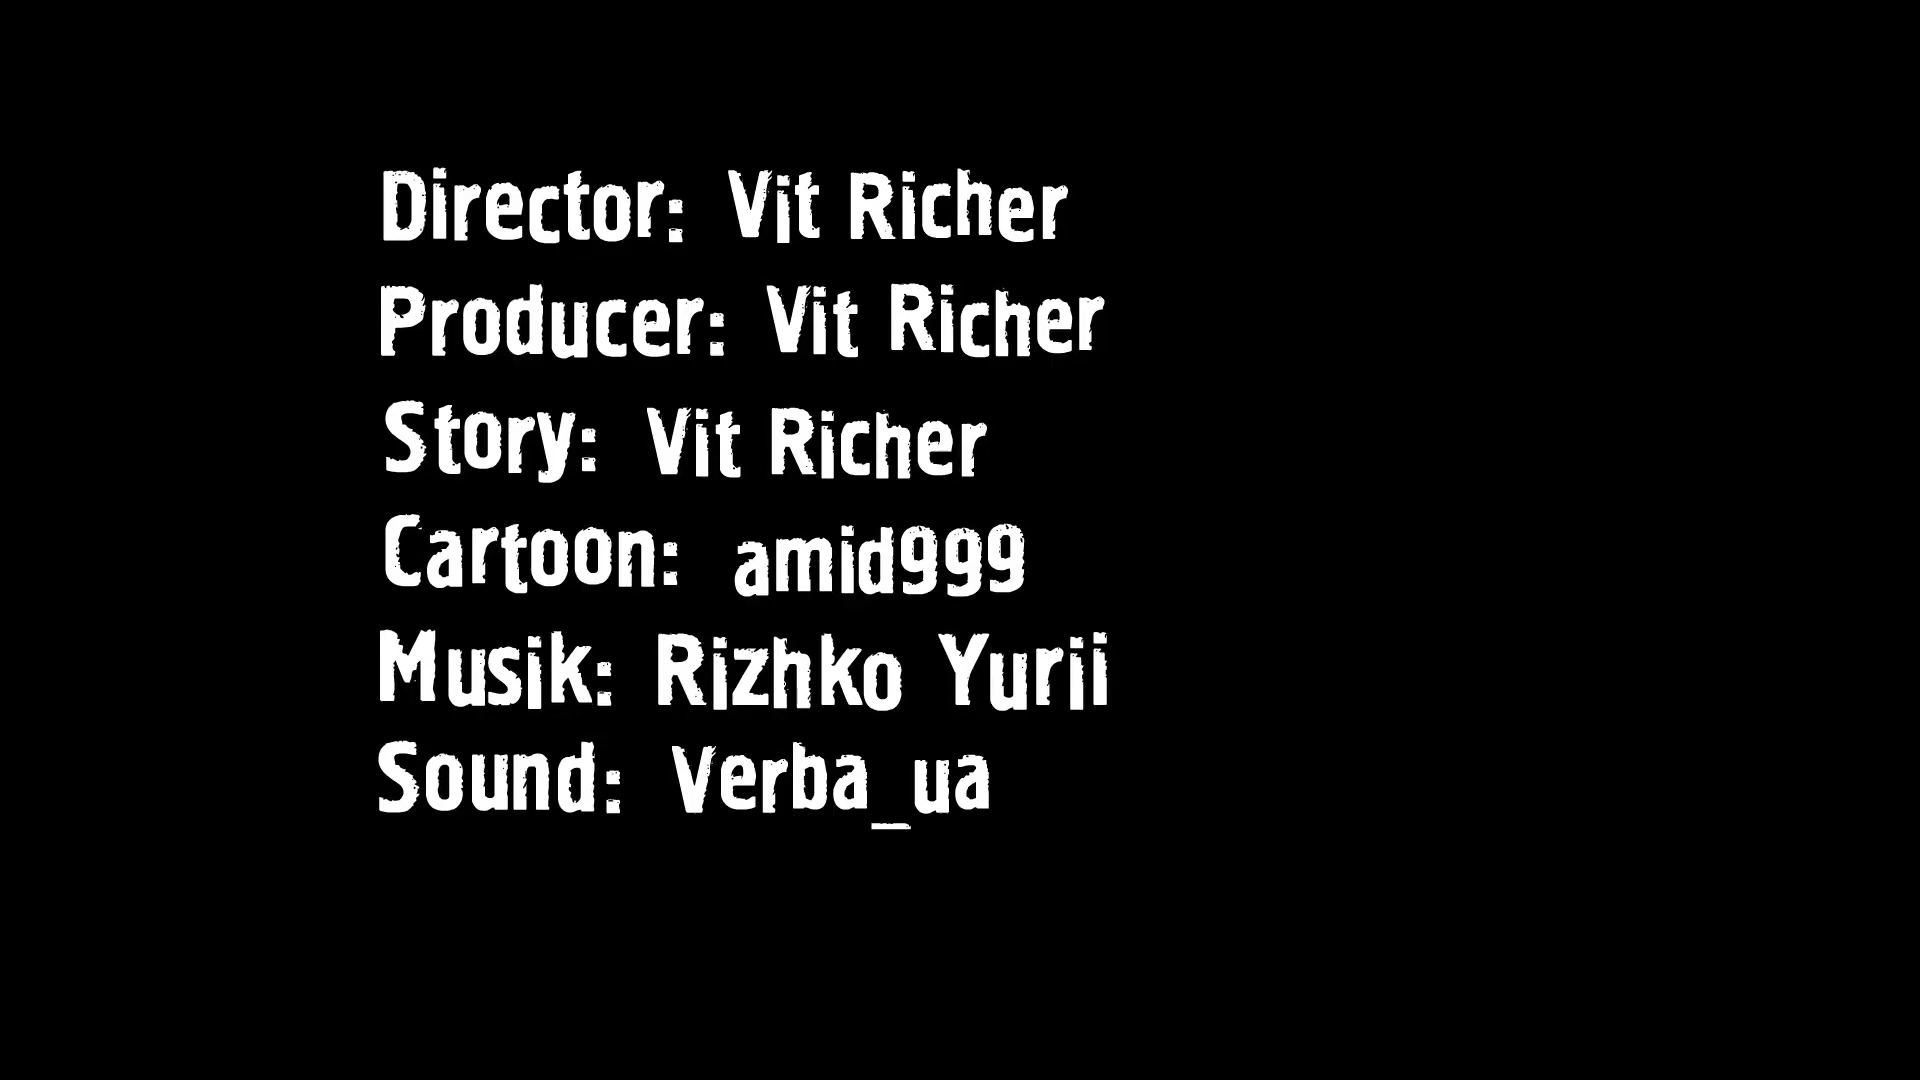 Director: Vit Richer
Producer: Vit Richer
Story: Vit Richer
Cartoon: amid999
Musik: Rizhko Yurii
Sound: Verba_ua